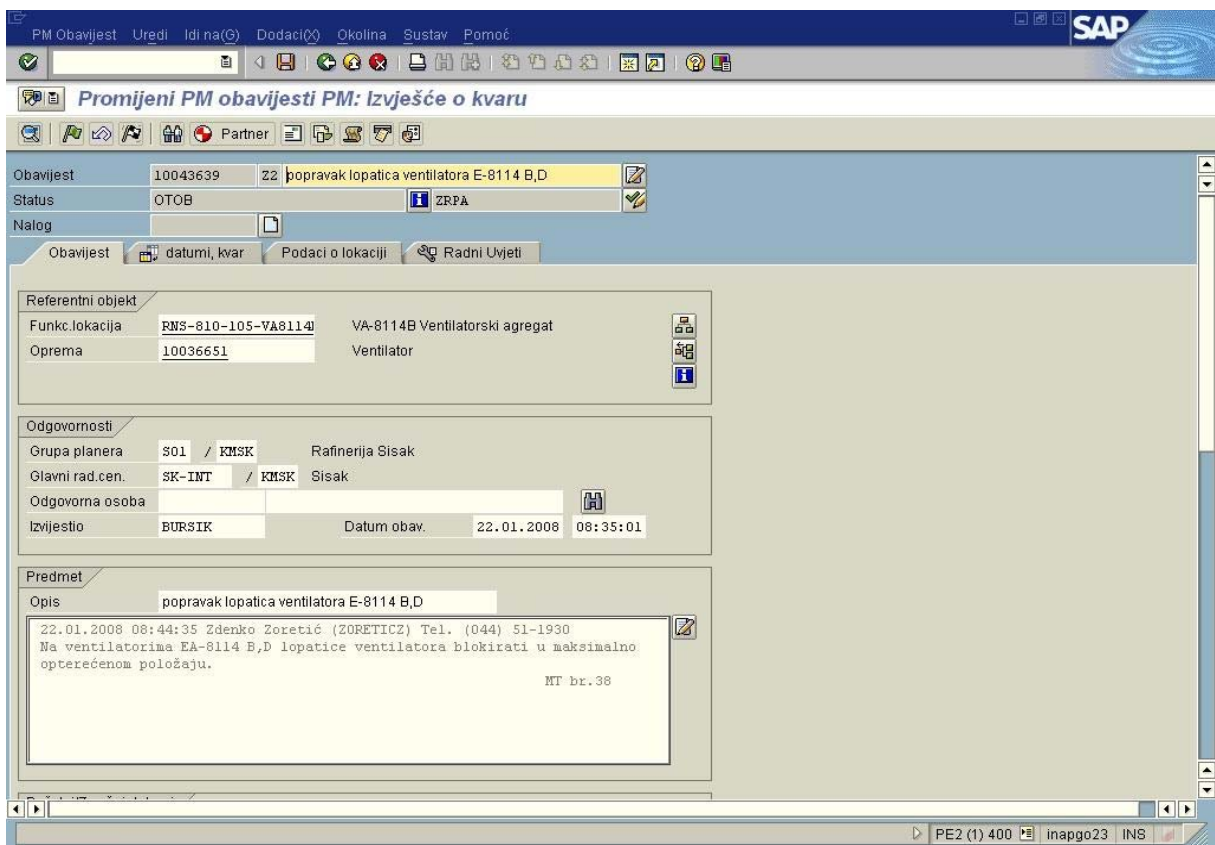 PM Obavijest Uredi Idi na(G) Dodaci(X) Okolina Sustav Pomoć
SAP
Promijeni PM obavijesti PM: Izvješće o kvaru
Partner
Obavijest 10043639 Z2 popravak lopatica ventilatora E-8114 B,D
Status OTOB ZRPA
Nalog
Obavijest datumi, kvar Podaci o lokaciji Radni Uvjeti
Referentni objekt
Funkc.lokacija RNS-810-105-VA8114 VA-8114B Ventilatorski agregat
Oprema 10036651 Ventilator
Odgovornosti
Grupa planera S01 / KMSK Rafinerija Sisak
Glavni rad.cen. SK-INT / KMSK Sisak
Odgovorna osoba
Izvijestio BURSIK Datum obav. 22.01.2008 08:35:01
Predmet
Opis popravak lopatica ventilatora E-8114 B,D
22.01.2008 08:44:35 Zdenko Zoretić (ZORETICZ) Tel. (044) 51-1930
Na ventilatorima EA-8114 B,D lopatice ventilatora blokirati u maksimalno
opterećenom položaju.
MT br.38
PE2 (1) 400 inapgo23 INS